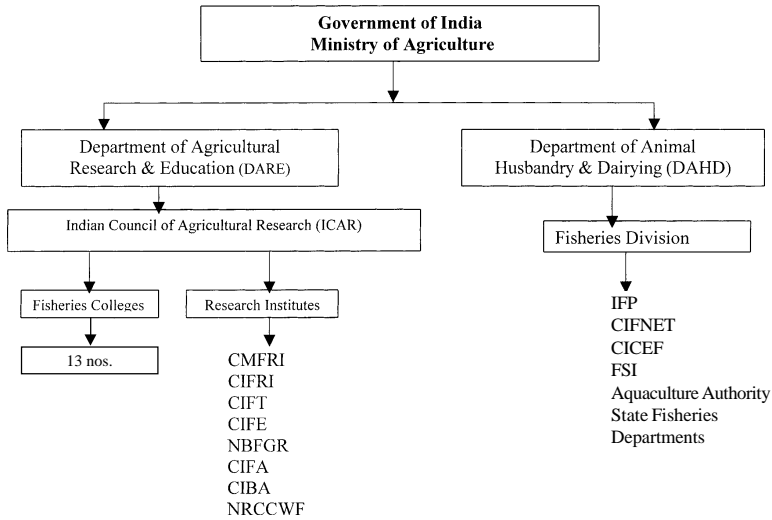 Government of India
Ministry of Agriculture
Department of Agricultural
Research & Education (DARE)
Department of Animal
Husbandry & Dairying (DAHD)
Indian Council of Agricultural Research (ICAR)
Fisheries Division
Fisheries Colleges
Research Institutes
13 nos.
CMFRI
CIFRI
CIFT
CIFE
NBFGR
CIFA
CIBA
NRCCWF
IFP
CIFNET
CICEF
FSI
Aquaculture Authority
State Fisheries
Departments